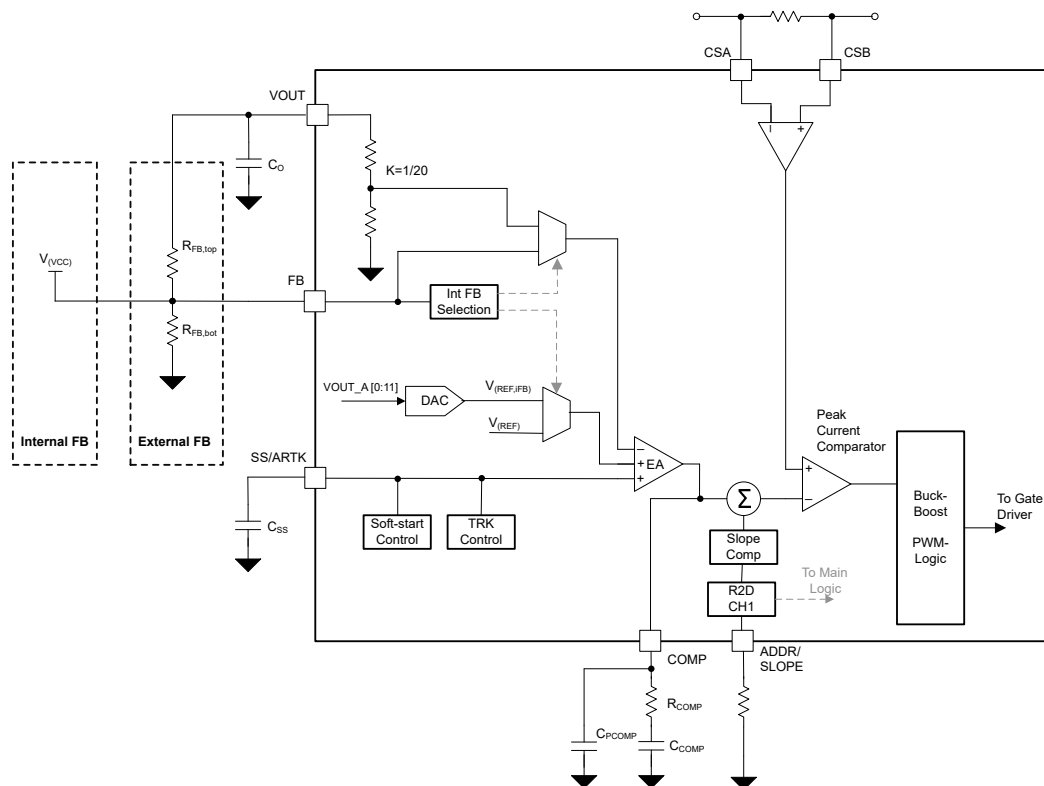 CSA
CSB
VOUT
C_O
K=1/20
− +
V_(VCC)
R_FB,top
FB
Int FB
Selection
R_FB,bot
VOUT_A [0:11]
DAC
V_(REF,iFB)
V_(REF)
Internal FB
External FB
SS/ARTK
−
+
+
EA
Peak
Current
Comparator
+
−
Σ
Buck-
Boost
PWM-
Logic
To Gate
Driver
C_SS
Soft-start
Control
TRK
Control
Slope
Comp
R2D
CH1
To Main
Logic
COMP
ADDR/
SLOPE
R_COMP
C_PCOMP
C_COMP